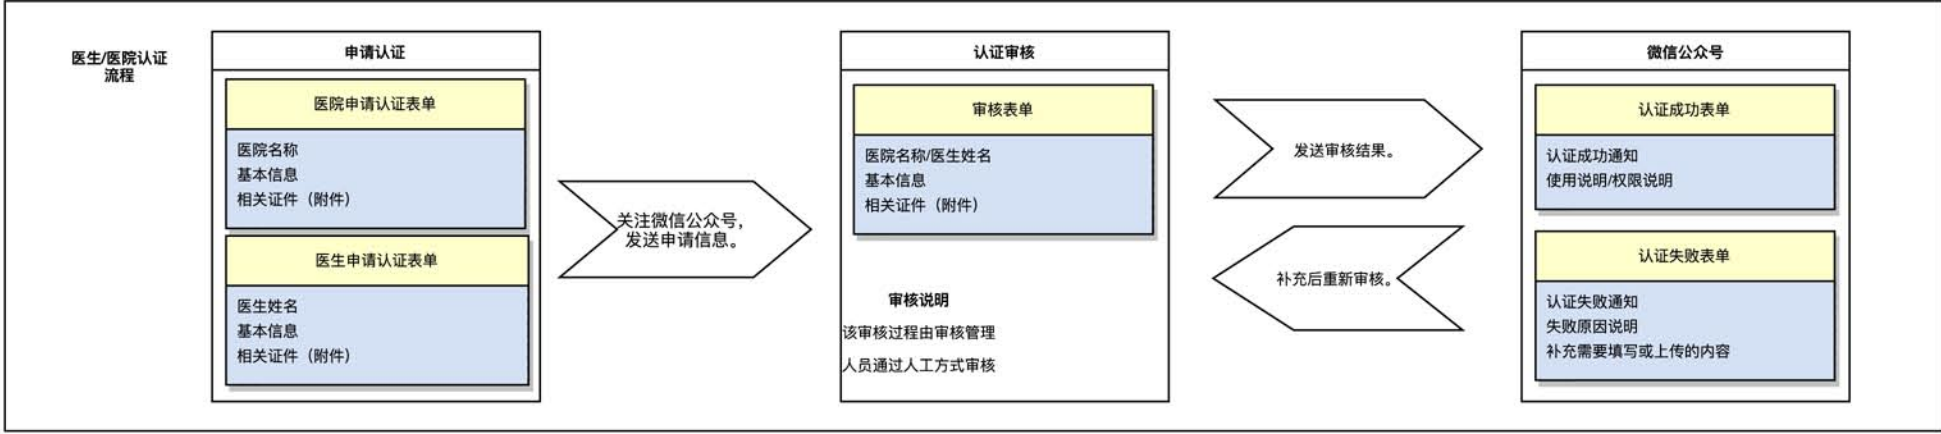 医生/医院认证
流程
申请认证
医院申请认证表单
医院名称
基本信息
相关证件（附件）
医生申请认证表单
医生姓名
基本信息
相关证件（附件）
关注微信公众号，
发送申请信息。
认证审核
审核表单
医院名称/医生姓名
基本信息
相关证件（附件）
审核说明
该审核过程由审核管理
人员通过人工方式审核
发送审核结果。
补充后重新审核。
微信公众号
认证成功表单
认证成功通知
使用说明/权限说明
认证失败表单
认证失败通知
失败原因说明
补充需要填写或上传的内容